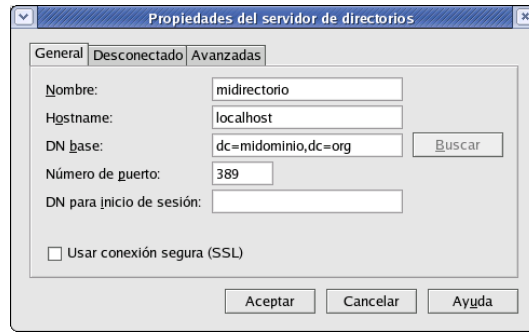 Propiedades del servidor de directorios
General Desconectado Avanzadas
Nombre: midirectorio
Hostname: localhost
DN base: dc=midominio,dc=org Buscar
Número de puerto: 389
DN para inicio de sesión:
Usar conexión segura (SSL)
Aceptar Cancelar Ayuda